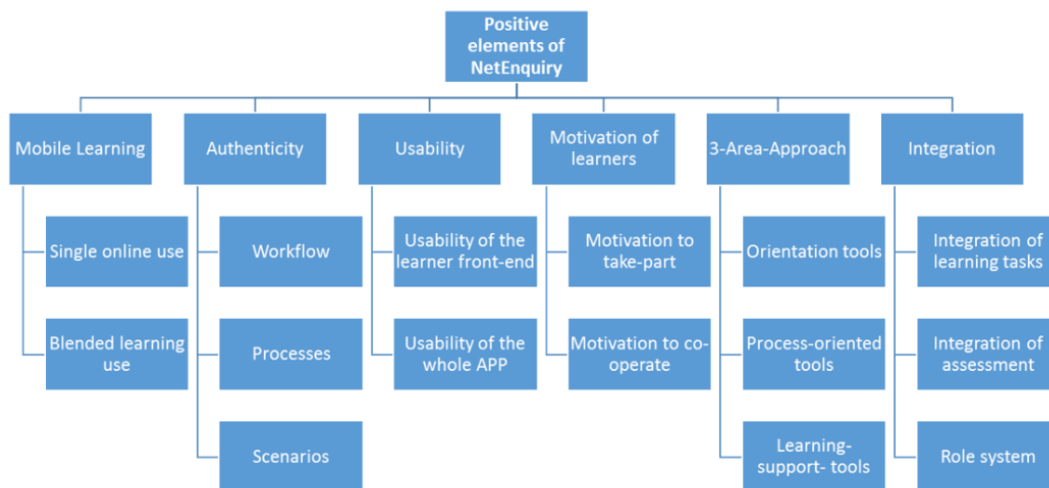 Positive
elements of
NetEnquiry
Mobile Learning
Authenticity
Usability
Motivation of
learners
3-Area-Approach
Integration
Single online use
Workflow
Usability of the
learner front-end
Motivation to
take-part
Orientation tools
Integration of
learning tasks
Blended learning
use
Processes
Usability of the
whole APP
Motivation to co-
operate
Process-oriented
tools
Integration of
assessment
Scenarios
Learning-
support- tools
Role system